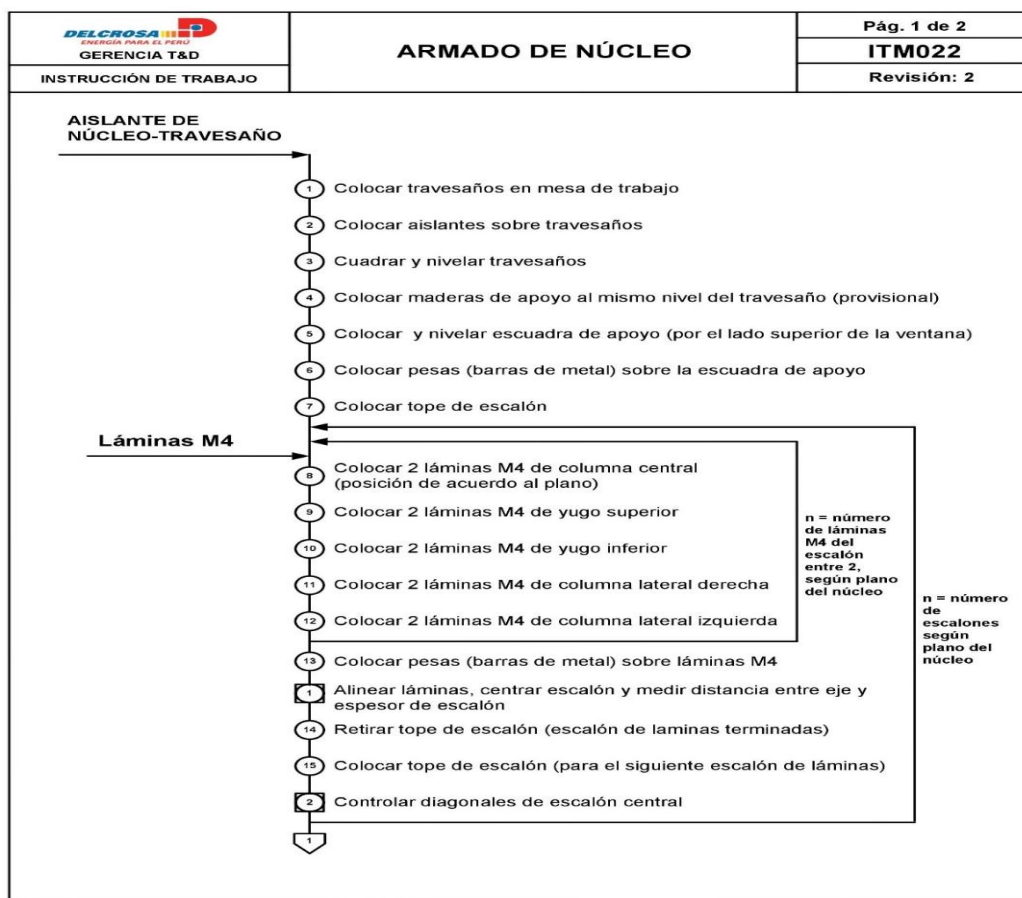 DELCROSA
ENERGÍA PARA EL PERÚ
GERENCIA T&D
INSTRUCCIÓN DE TRABAJO
ARMADO DE NÚCLEO
Pág. 1 de 2
ITM022
Revisión: 2
AISLANTE DE
NÚCLEO-TRAVESAÑO
1 Colocar travesaños en mesa de trabajo
2 Colocar aislantes sobre travesaños
3 Cuadrar y nivelar travesaños
4 Colocar maderas de apoyo al mismo nivel del travesaño (provisional)
5 Colocar y nivelar escuadra de apoyo (por el lado superior de la ventana)
6 Colocar pesas (barras de metal) sobre la escuadra de apoyo
7 Colocar tope de escalón
Láminas M4
8 Colocar 2 láminas M4 de columna central
(posición de acuerdo al plano)
9 Colocar 2 láminas M4 de yugo superior
10 Colocar 2 láminas M4 de yugo inferior
11 Colocar 2 láminas M4 de columna lateral derecha
12 Colocar 2 láminas M4 de columna lateral izquierda
n = número
de láminas
M4 del
escalón
entre 2,
según plano
del núcleo
n = número
de
escalones
según
plano del
núcleo
13 Colocar pesas (barras de metal) sobre láminas M4
1 Alinear láminas, centrar escalón y medir distancia entre eje y
espesor de escalón
14 Retirar tope de escalón (escalón de laminas terminadas)
15 Colocar tope de escalón (para el siguiente escalón de láminas)
2 Controlar diagonales de escalón central
1